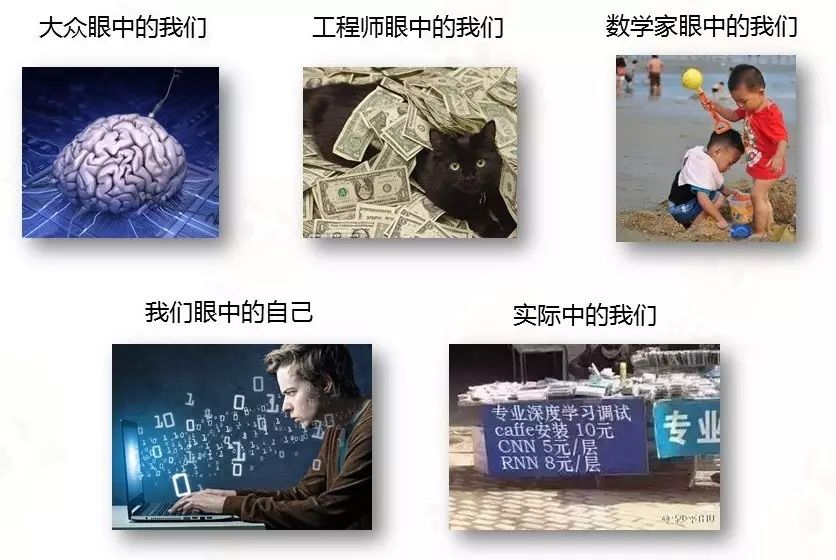 大众眼中的我们
工程师眼中的我们
数学家眼中的我们
我们眼中的自己
实际中的我们
专业深度学习调试
caffe安装 10元
CNN 5元/层
RNN 8元/层
专业